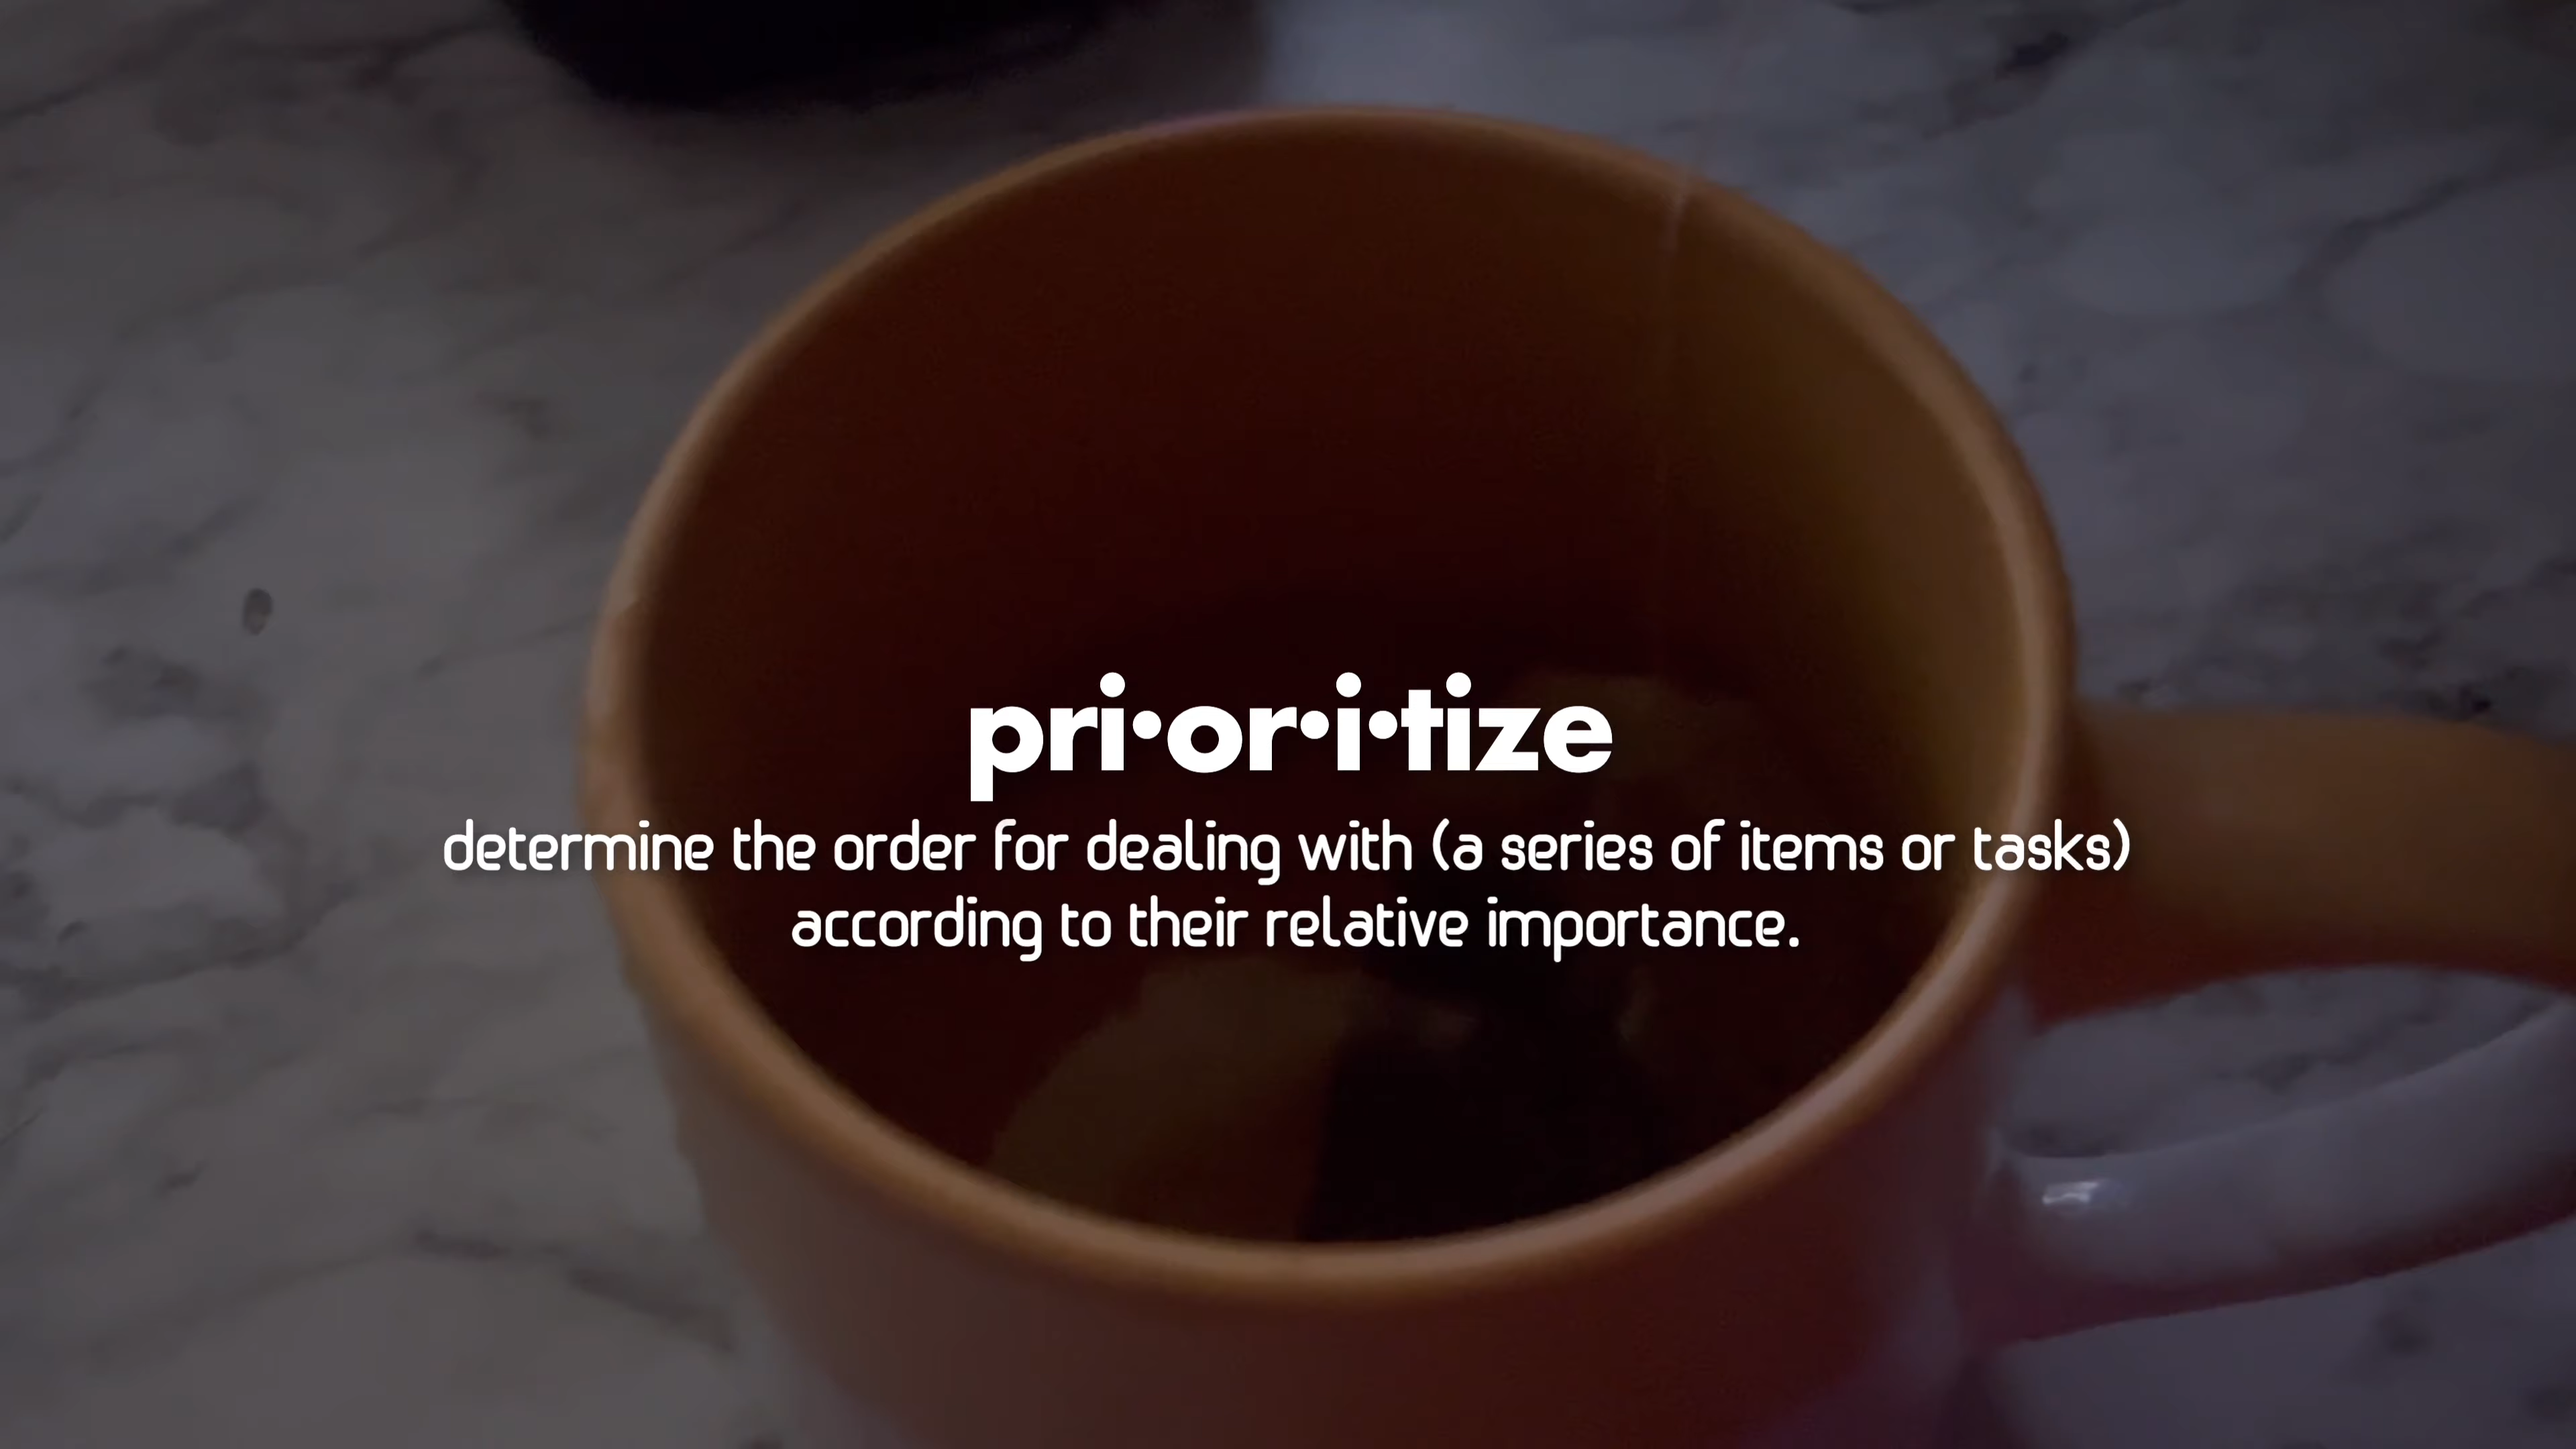 pri•or•i•tize
determine the order for dealing with (a series of items or tasks)
according to their relative importance.